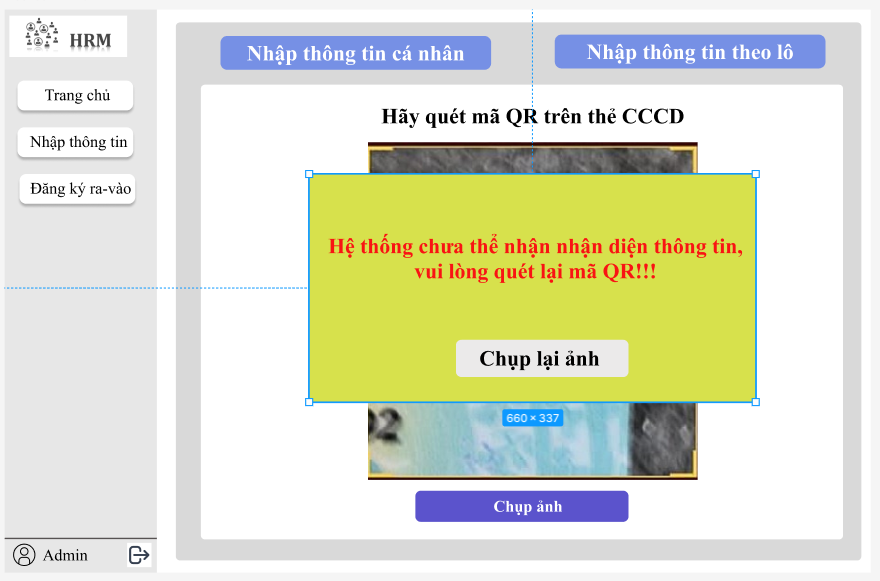 HRM
Trang chủ
Nhập thông tin
Đăng ký ra-vào
Admin
Nhập thông tin cá nhân
Nhập thông tin theo lô
Hãy quét mã QR trên thẻ CCCD
Hệ thống chưa thể nhận nhận diện thông tin,
vui lòng quét lại mã QR!!!
Chụp lại ảnh
660 × 337
Chụp ảnh